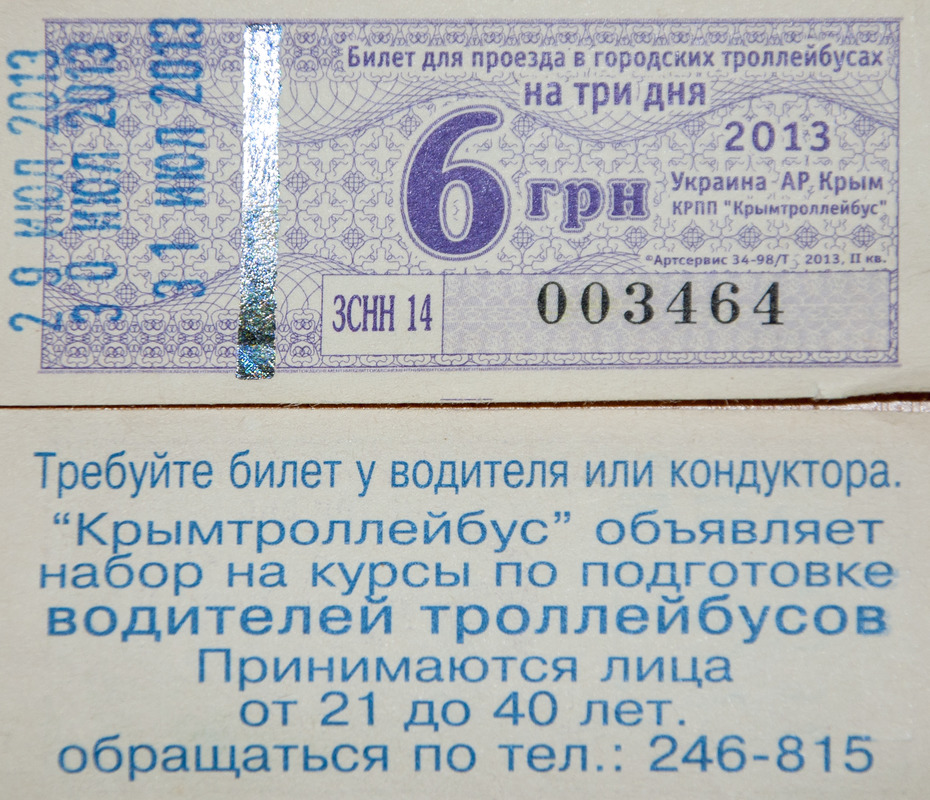 29 ИЮЛ 2013
30 ИЮЛ 2013
31 ИЮЛ 2013
Билет для проезда в городских троллейбусах
на три дня
6 грн
2013
Украина АР Крым
КРПП "Крымтроллейбус"
©Артсервис 34-98/Т, 2013, II кв.
ЗСНН 14
003464
Требуйте билет у водителя или кондуктора.
“Крымтроллейбус” объявляет
набор на курсы по подготовке
водителей троллейбусов
Принимаются лица
от 21 до 40 лет.
обращаться по тел.: 246-815